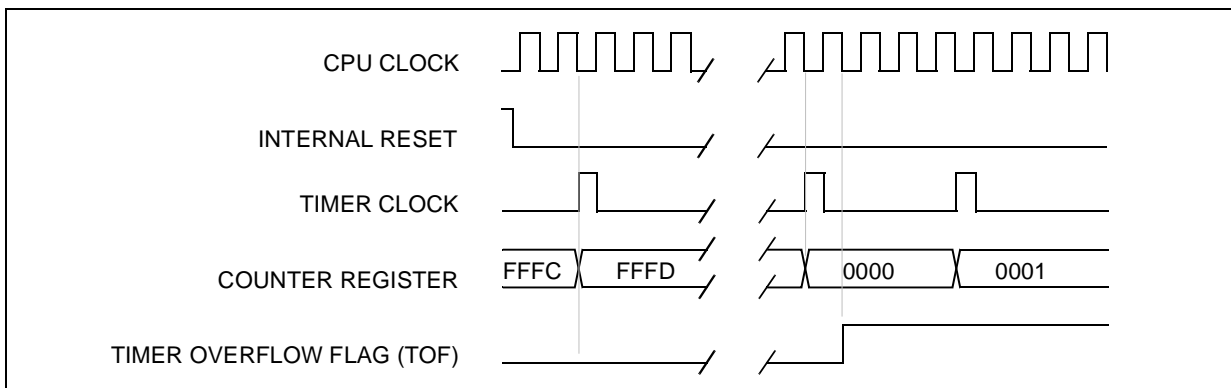 CPU CLOCK
INTERNAL RESET
TIMER CLOCK
COUNTER REGISTER FFFC FFFD 0000 0001
TIMER OVERFLOW FLAG (TOF)